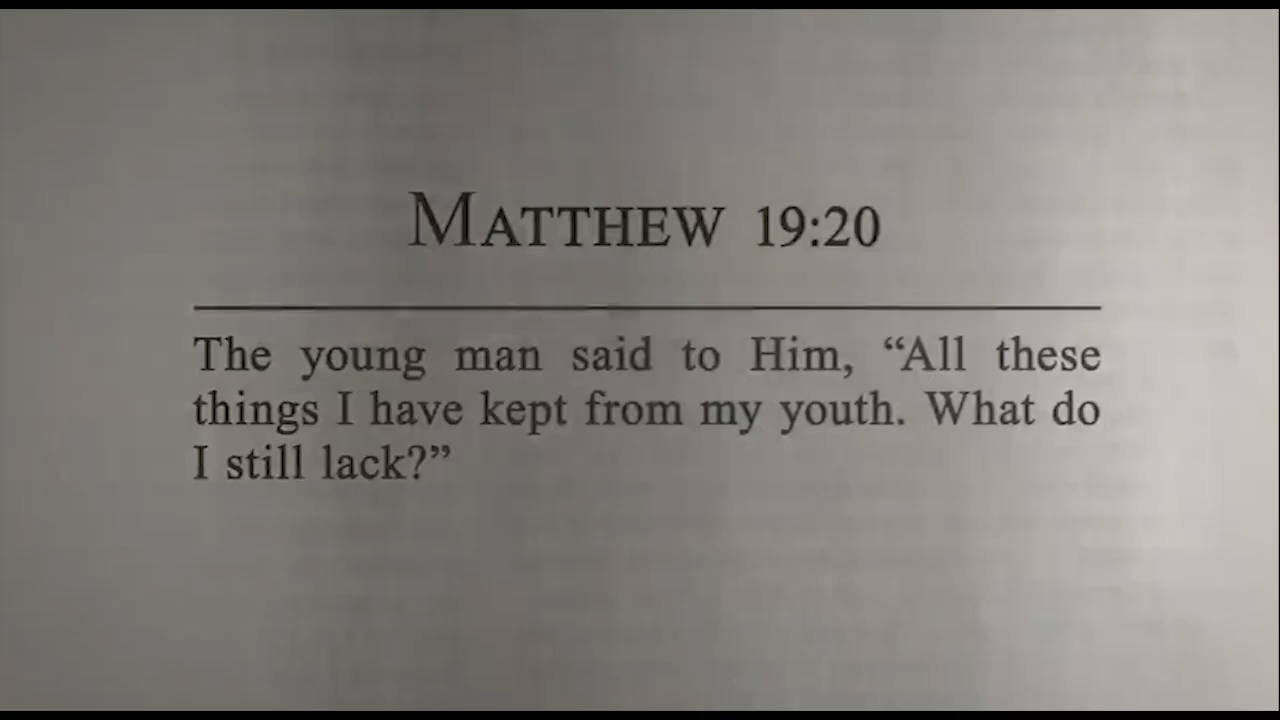 MATTHEW 19:20
The young man said to Him, “All these
things I have kept from my youth. What do
I still lack?”